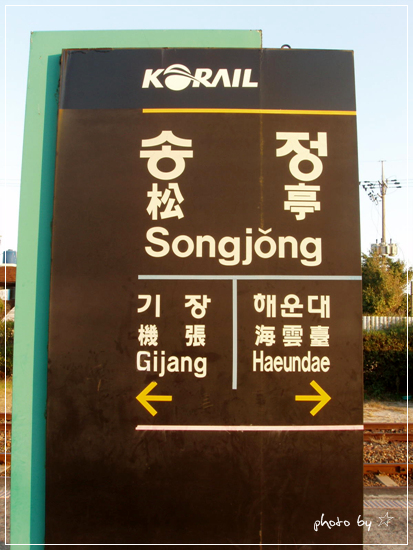 KORAIL
송 정
松 亭
Songjŏng
기 장
機 張
Gijang
해운대
海雲臺
Haeundae
photo by ☆